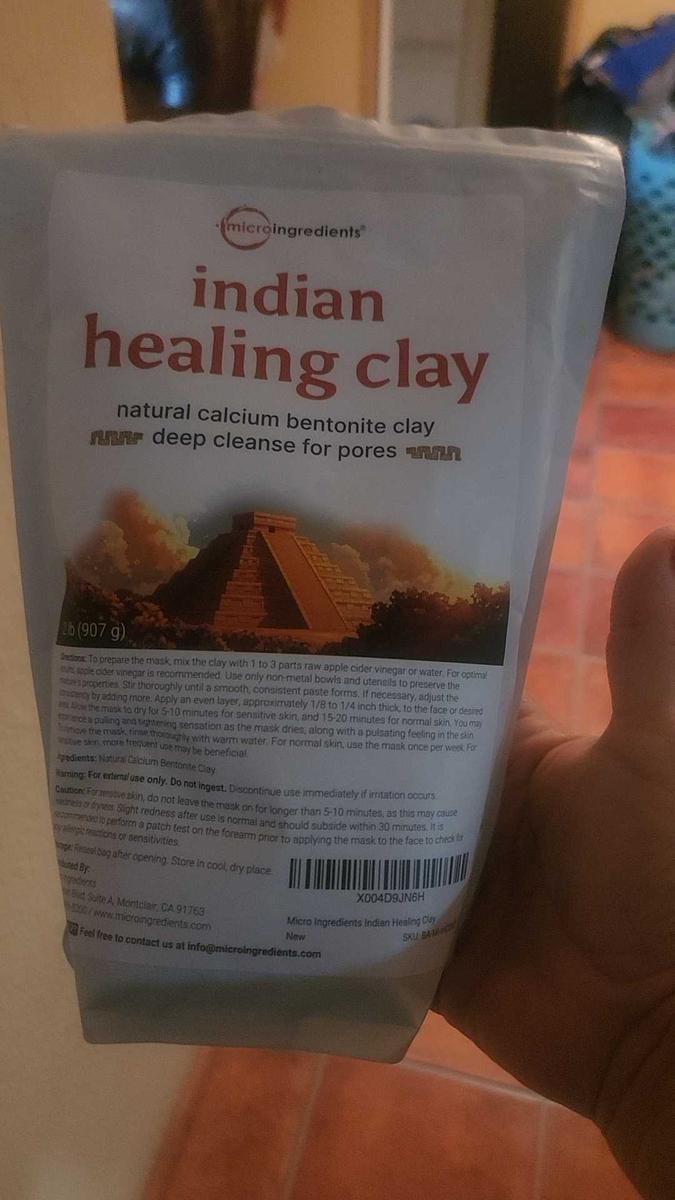 microingredients®
indian
healing clay
natural calcium bentonite clay
deep cleanse for pores
2lb (907 g)
Directions: To prepare the mask, mix the clay with 1 to 3 parts raw apple cider vinegar or water. For optimal
results, apple cider vinegar is recommended. Use only non-metal bowls and utensils to preserve the
properties. Stir thoroughly until a smooth, consistent paste forms. If necessary, adjust the
consistency by adding more. Apply an even layer, approximately 1/8 to 1/4 inch thick, to the face or desired
area. Allow the mask to dry for 5-10 minutes for sensitive skin, and 15-20 minutes for normal skin. You may
experience a pulling and tightening sensation as the mask dries, along with a pulsating feeling in the skin.
To remove the mask, rinse thoroughly with warm water. For normal skin, use the mask once per week. For
sensitive skin, more frequent use may be beneficial.
Ingredients: Natural Calcium Bentonite Clay
Warning: For external use only. Do not ingest. Discontinue use immediately if irritation occurs.
Caution: For sensitive skin, do not leave the mask on for longer than 5-10 minutes, as this may cause
redness or dryness. Slight redness after use is normal and should subside within 30 minutes. It is
recommended to perform a patch test on the forearm prior to applying the mask to the face to check for
any allergic reactions or sensitivities.
Reseal bag after opening. Store in cool, dry place.
By:
Blvd, Suite A, Montclair, CA 91763
/ www.microingredients.com
Feel free to contact us at info@microingredients.com
X004D9JN6H
Micro Ingredients Indian Healing Clay
New
SKU: